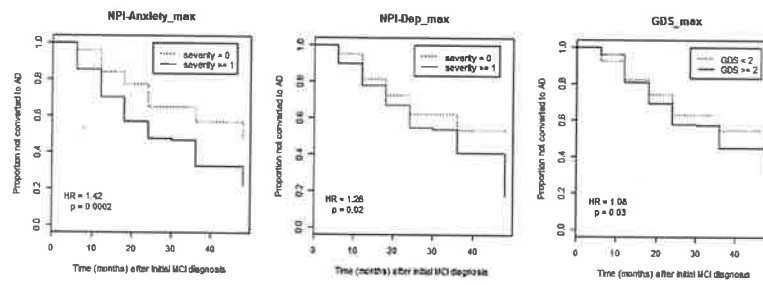 NPI-Anxiety_max
Proportion not converted to AD
0.0 0.2 0.4 0.6 0.8 1.0
severity = 0
severity >= 1
HR = 1.42
p = 0.0002
0 10 20 30 40
Time (months) after initial MCI diagnosis
NPI-Dep_max
Proportion not converted to AD
0.0 0.2 0.4 0.6 0.8 1.0
severity = 0
severity >= 1
HR = 1.26
p = 0.02
0 10 20 30 40
Time (months) after initial MCI diagnosis
GDS_max
Proportion not converted to AD
0.0 0.2 0.4 0.6 0.8 1.0
GDS < 2
GDS >= 2
HR = 1.08
p = 0.03
0 10 20 30 40
Time (months) after initial MCI diagnosis